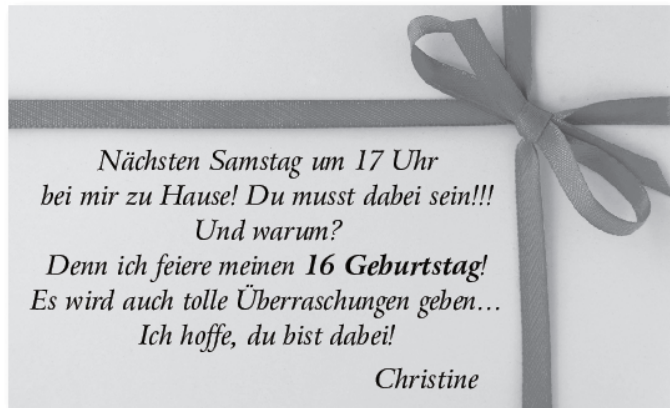 Nächsten Samstag um 17 Uhr
bei mir zu Hause! Du musst dabei sein!!!
Und warum?
Denn ich feiere meinen 16 Geburtstag!
Es wird auch tolle Überraschungen geben...
Ich hoffe, du bist dabei!
Christine